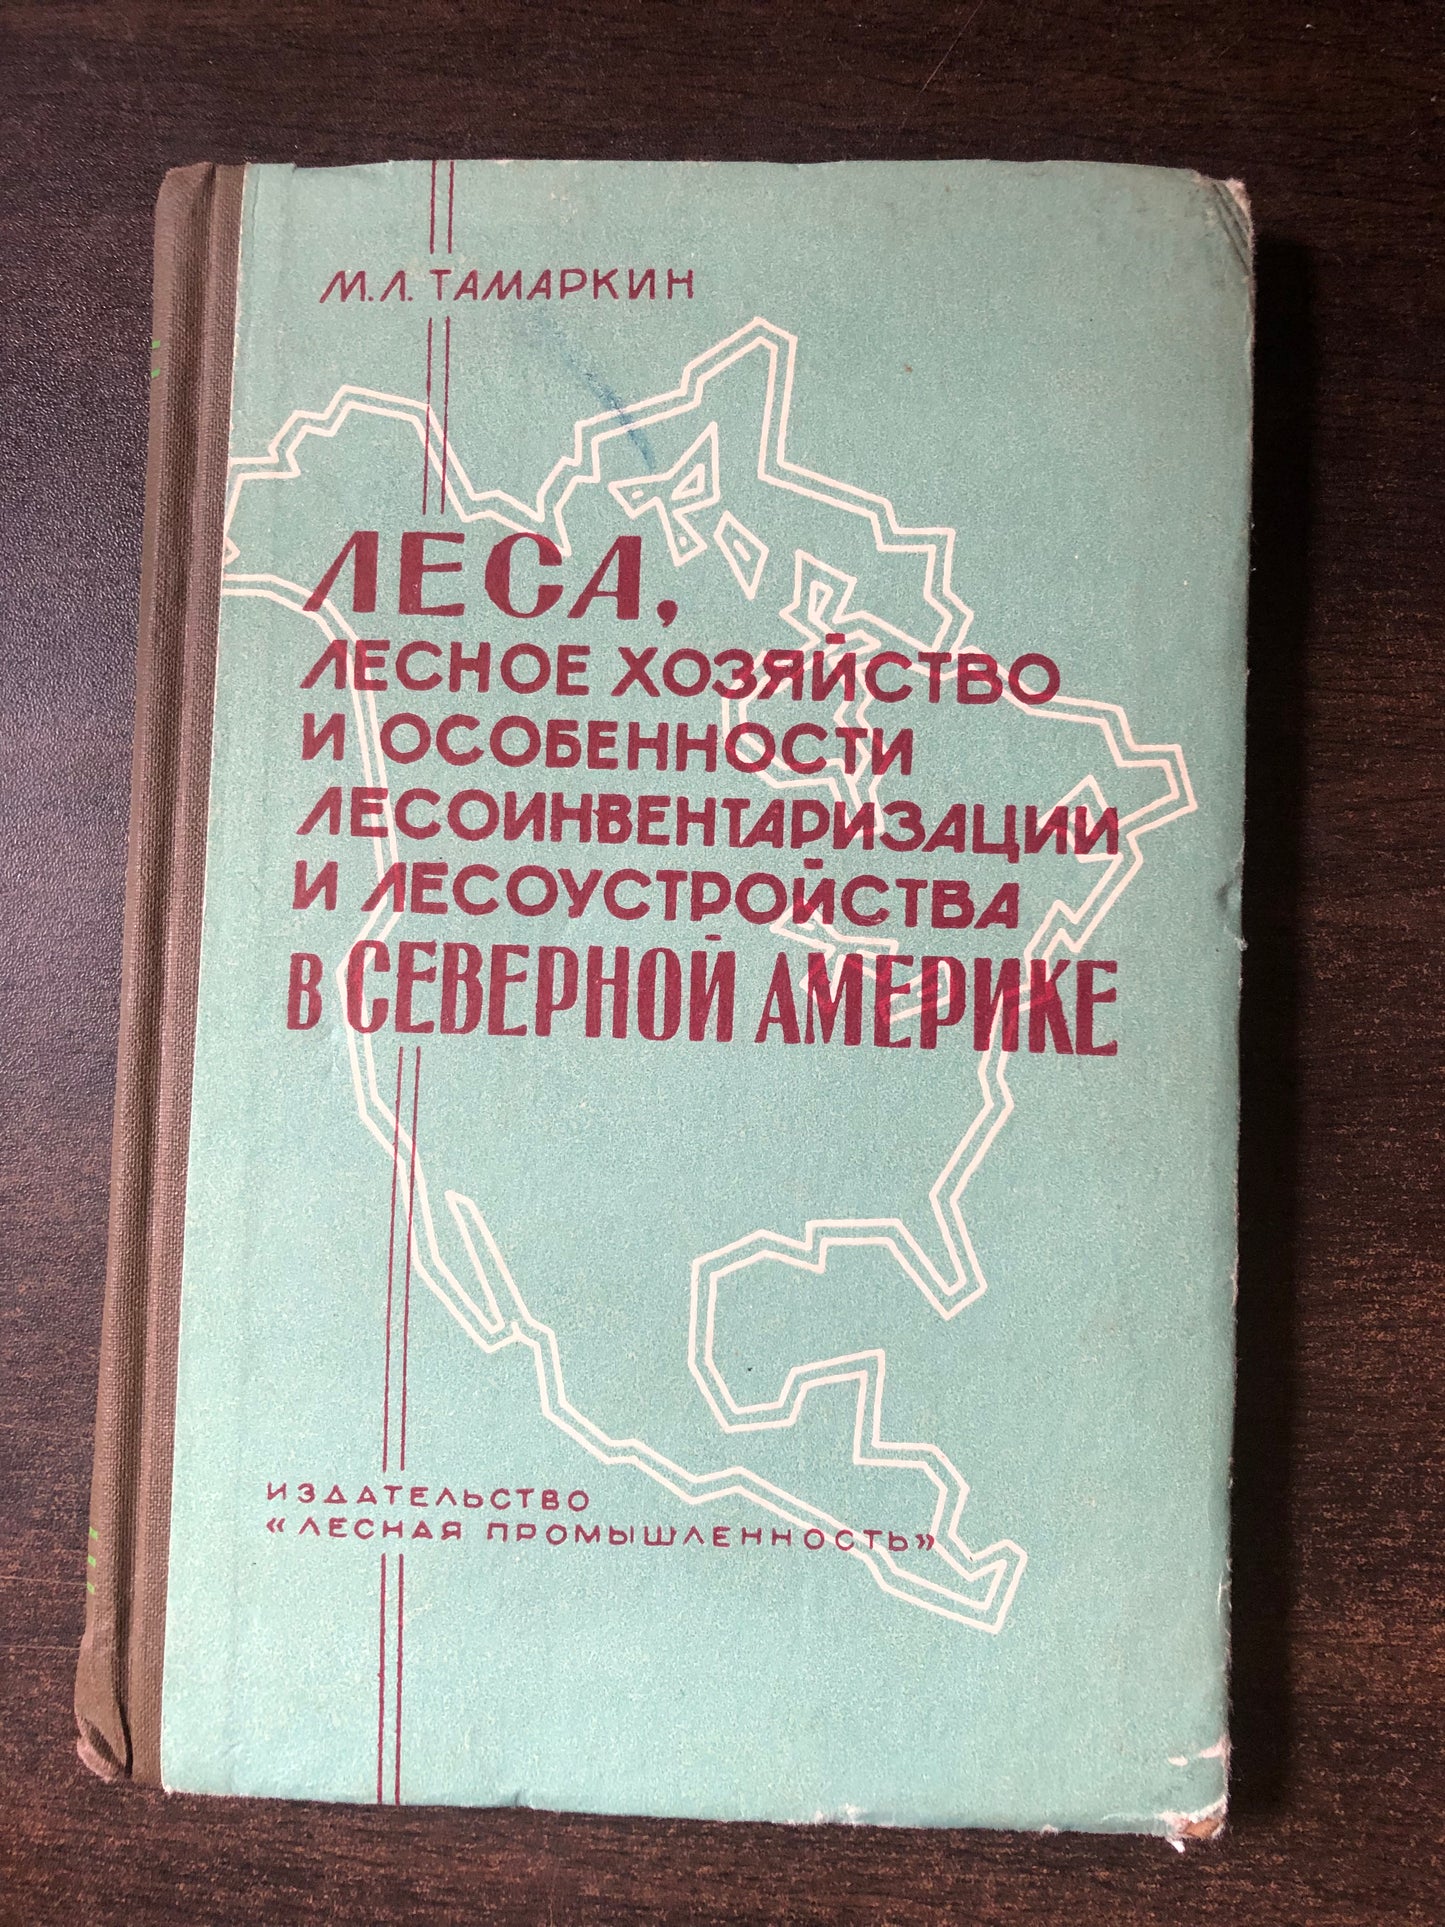 М.Л. ТАМАРКИН
ЛЕСА,
ЛЕСНОЕ ХОЗЯЙСТВО
И ОСОБЕННОСТИ
ЛЕСОИНВЕНТАРИЗАЦИИ
И ЛЕСОУСТРОЙСТВА
В СЕВЕРНОЙ АМЕРИКЕ
ИЗДАТЕЛЬСТВО
«ЛЕСНАЯ ПРОМЫШЛЕННОСТЬ»